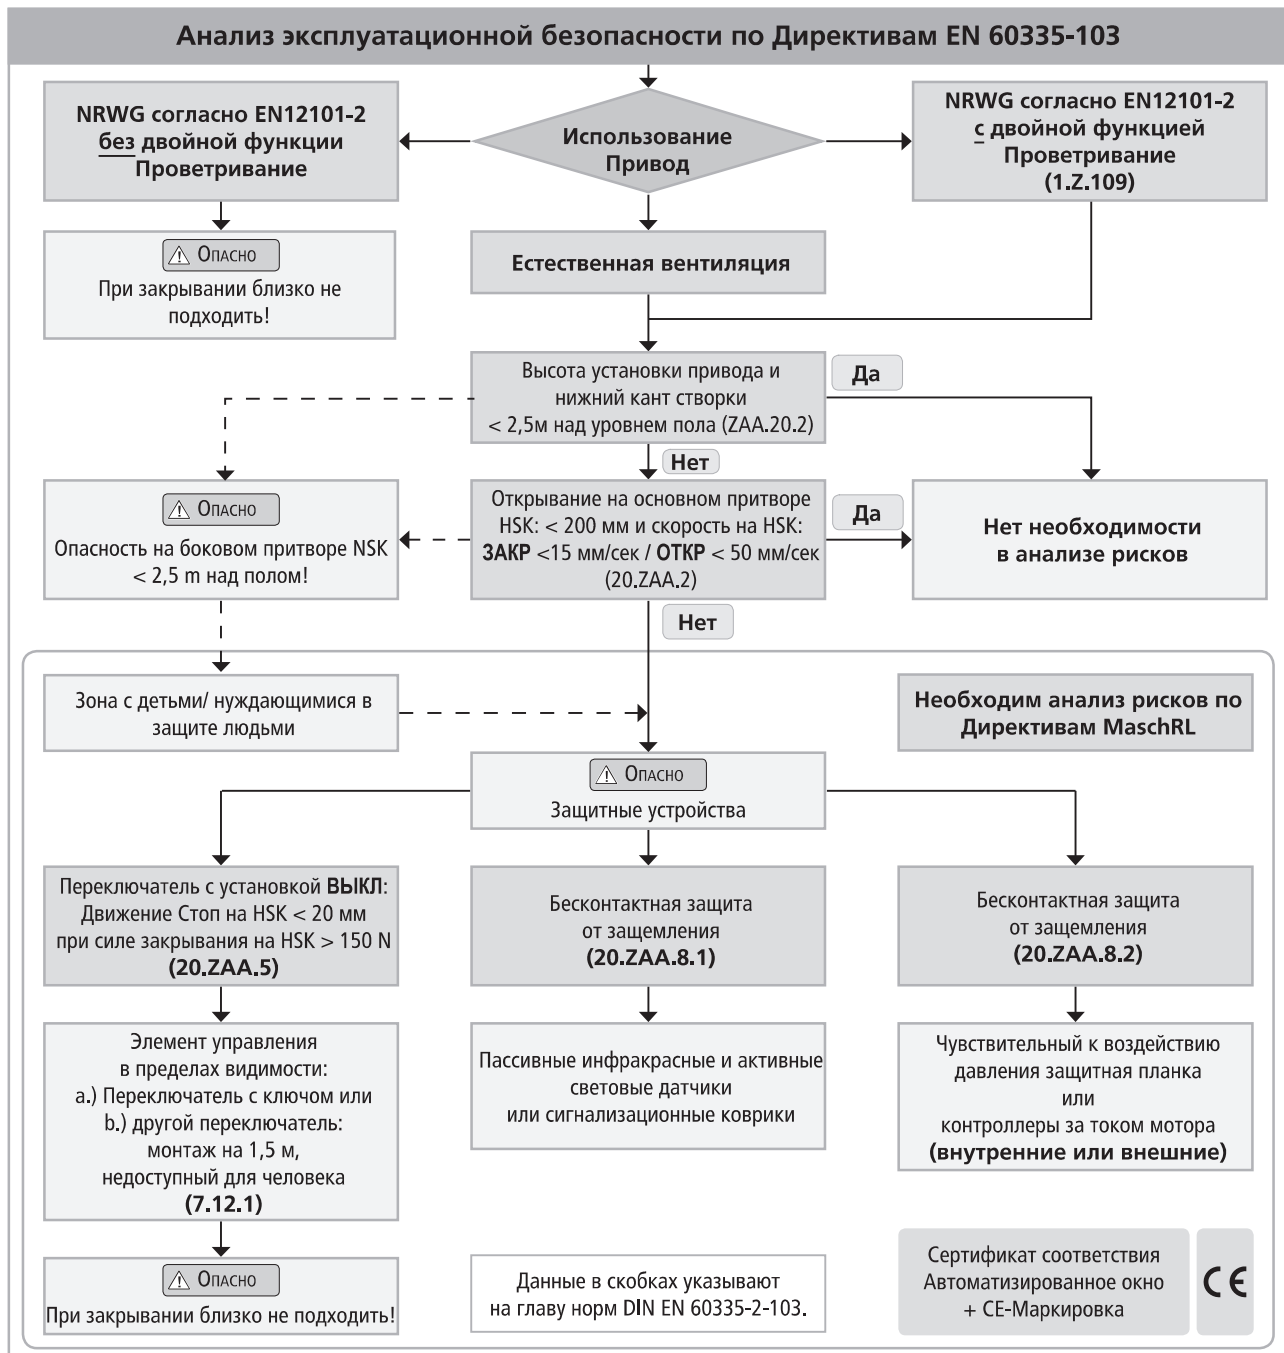 Анализ эксплуатационной безопасности по Директивам EN 60335-103
NRWG согласно EN12101-2
без двойной функции
Проветривание
Использование
Привод
NRWG согласно EN12101-2
с двойной функцией
Проветривание
(1.Z.109)
Опасно
При закрывании близко не
подходить!
Естественная вентиляция
Высота установки привода и
нижний кант створки
< 2,5м над уровнем пола (ZAA.20.2)
Да
Нет
Опасно
Опасность на боковом притворе NSK
< 2,5 m над полом!
Открывание на основном притворе
HSK: < 200 мм и скорость на HSK:
ЗАКР <15 мм/сек / ОТКР < 50 мм/сек
(20.ZAA.2)
Да
Нет необходимости
в анализе рисков
Нет
Зона с детьми/ нуждающимися в
защите людьми
Необходим анализ рисков по
Директивам MaschRL
Опасно
Защитные устройства
Переключатель с установкой ВЫКЛ:
Движение Стоп на HSK < 20 мм
при силе закрывания на HSK > 150 N
(20.ZAA.5)
Бесконтактная защита
от защемления
(20.ZAA.8.1)
Бесконтактная защита
от защемления
(20.ZAA.8.2)
Элемент управления
в пределах видимости:
a.) Переключатель с ключом или
b.) другой переключатель:
монтаж на 1,5 м,
недоступный для человека
(7.12.1)
Пассивные инфракрасные и активные
световые датчики
или сигнализационные коврики
Чувствительный к воздействию
давления защитная планка
или
контроллеры за током мотора
(внутренние или внешние)
Опасно
При закрывании близко не подходить!
Данные в скобках указывают
на главу норм DIN EN 60335-2-103.
Сертификат соответствия
Автоматизированное окно
+ CE-Маркировка
CE